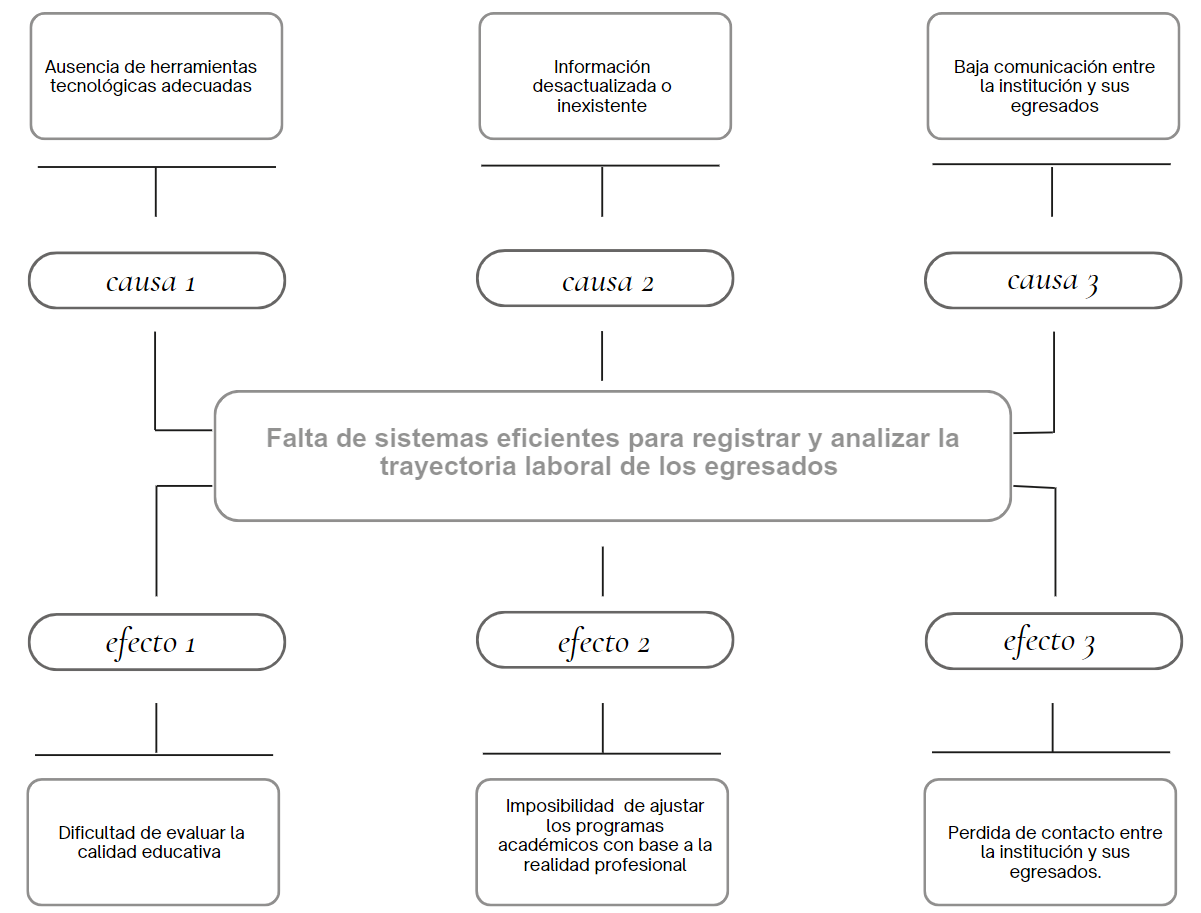 Ausencia de herramientas
tecnológicas adecuadas
Información
desactualizada o
inexistente
Baja comunicación entre
la institución y sus
egresados
causa 1
causa 2
causa 3
Falta de sistemas eficientes para registrar y analizar la
trayectoria laboral de los egresados
efecto 1
efecto 2
efecto 3
Dificultad de evaluar la
calidad educativa
Imposibilidad  de ajustar
los programas
académicos con base a la
realidad profesional
Perdida de contacto entre
la institución y sus
egresados.